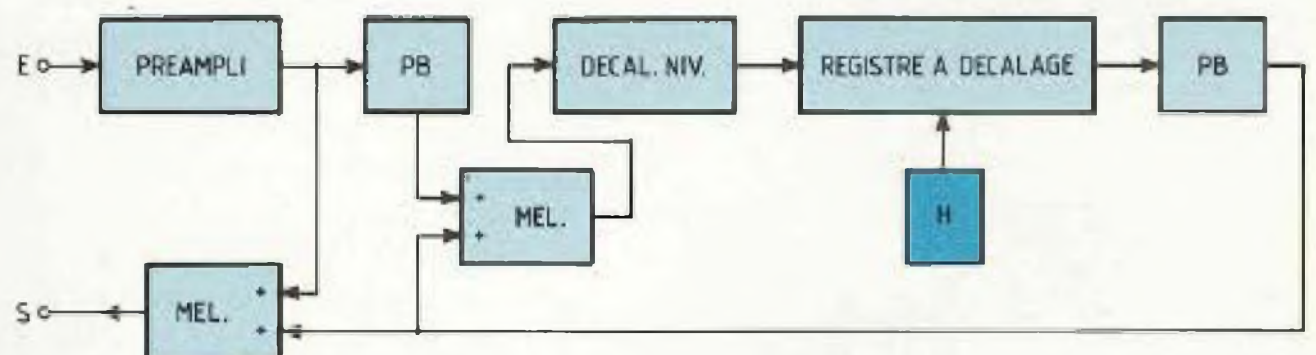 E PREAMPLI PB DECAL. NIV. REGISTRE A DECALAGE PB
+ MEL.
+
H
S MEL. +
+